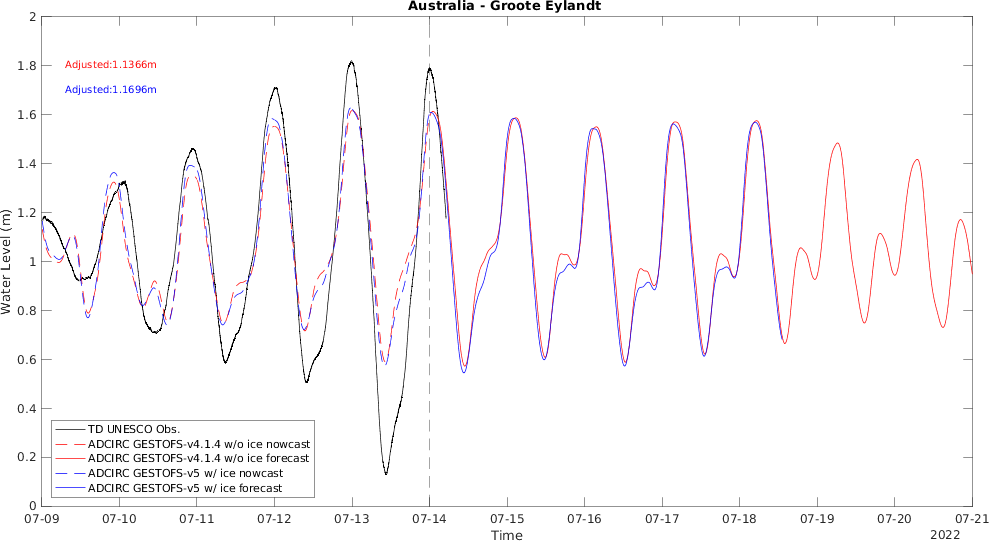 Australia - Groote Eylandt
2
1.8
1.6
1.4
1.2
1
0.8
0.6
0.4
0.2
0
Water Level (m)
Adjusted:1.1366m
Adjusted:1.1696m
TD UNESCO Obs.
ADCIRC GESTOFS-v4.1.4 w/o ice nowcast
ADCIRC GESTOFS-v4.1.4 w/o ice forecast
ADCIRC GESTOFS-v5 w/ ice nowcast
ADCIRC GESTOFS-v5 w/ ice forecast
07-09 07-10 07-11 07-12 07-13 07-14 07-15 07-16 07-17 07-18 07-19 07-20 07-21
Time
2022